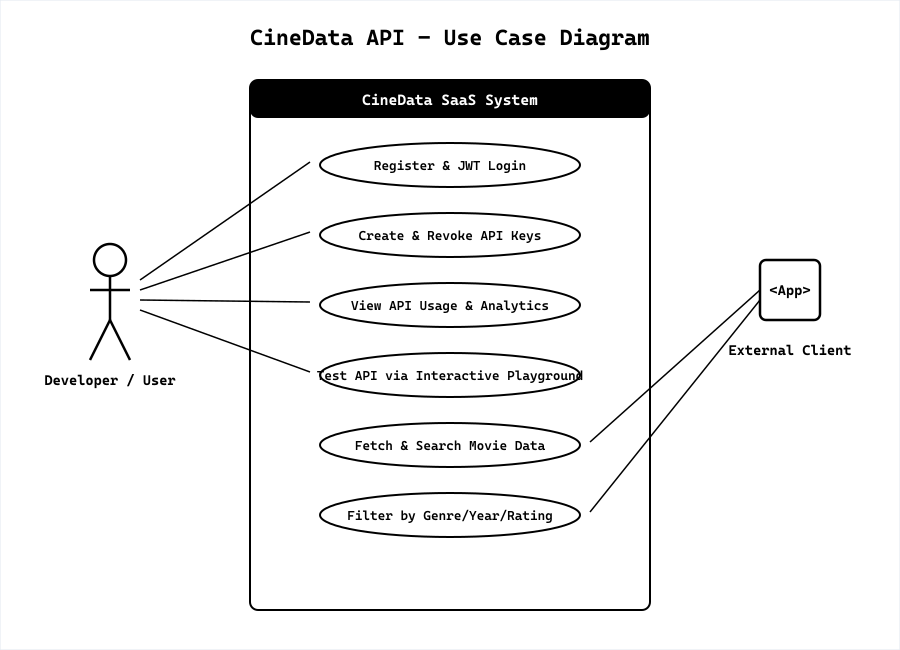 CineData API – Use Case Diagram
CineData SaaS System
Register & JWT Login
Create & Revoke API Keys
View API Usage & Analytics
Test API via Interactive Playground
Fetch & Search Movie Data
Filter by Genre/Year/Rating
Developer / User
<App>
External Client